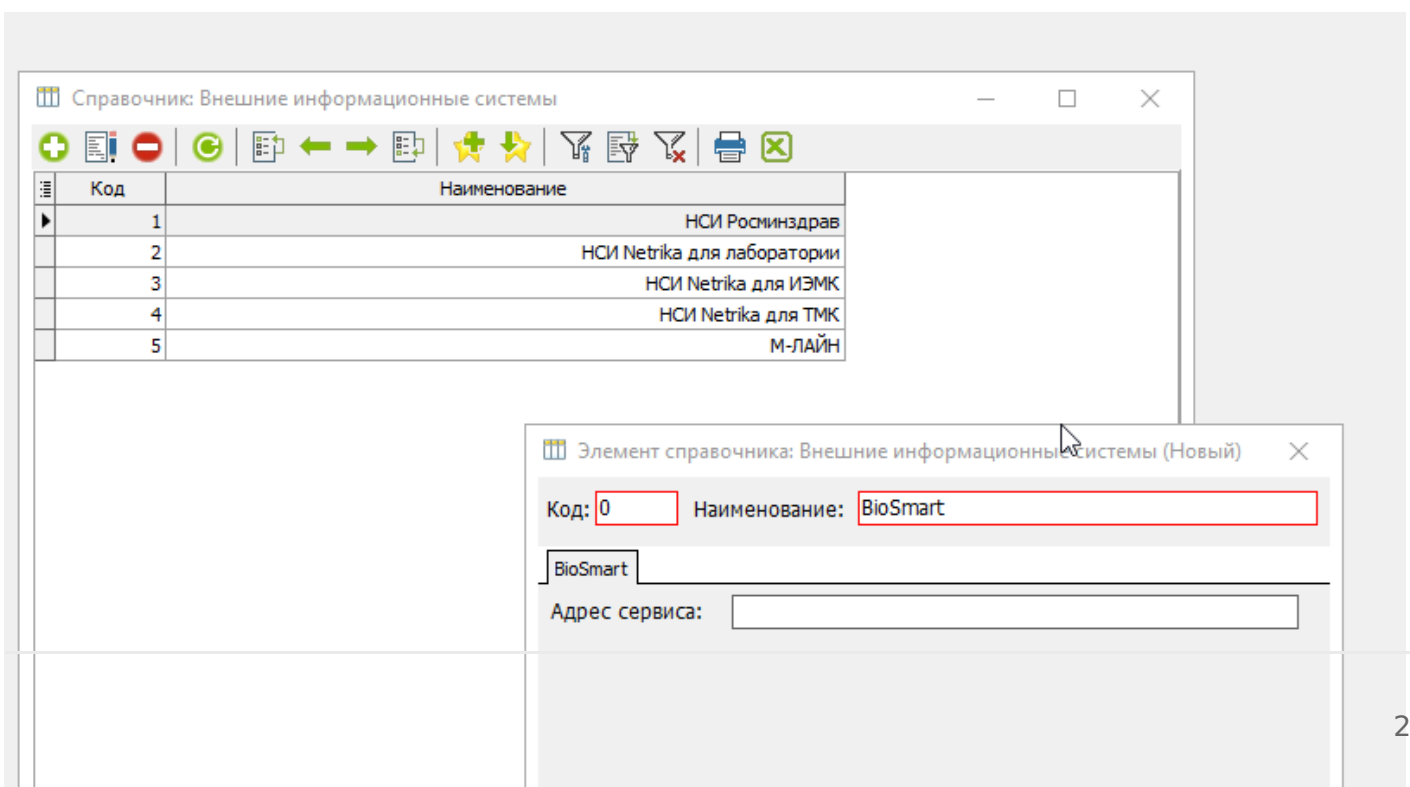 Справочник: Внешние информационные системы
Код Наименование
1 НСИ Росминздрав
2 НСИ Netrika для лаборатории
3 НСИ Netrika для ИЭМК
4 НСИ Netrika для ТМК
5 М-ЛАЙН
Элемент справочника: Внешние информационные системы (Новый)
Код: 0 Наименование: BioSmart
BioSmart
Адрес сервиса:
2